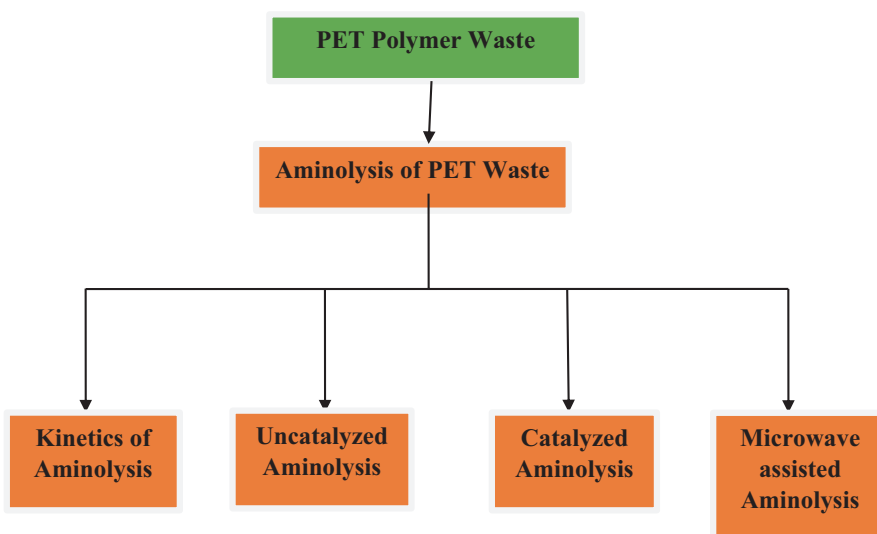 PET Polymer Waste
Aminolysis of PET Waste
Kinetics of
Aminolysis
Uncatalyzed
Aminolysis
Catalyzed
Aminolysis
Microwave
assisted
Aminolysis